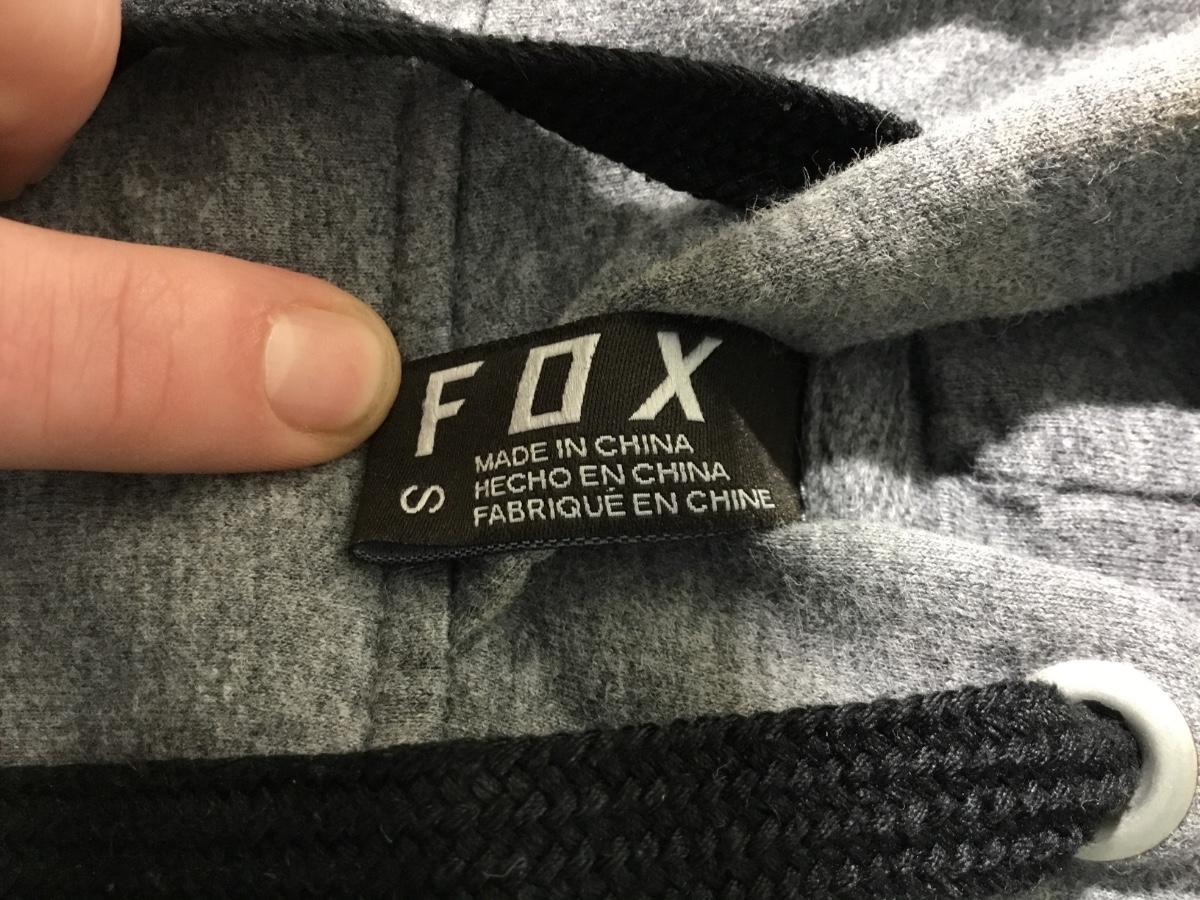 FOX
S
MADE IN CHINA
HECHO EN CHINA
FABRIQUÉ EN CHINE